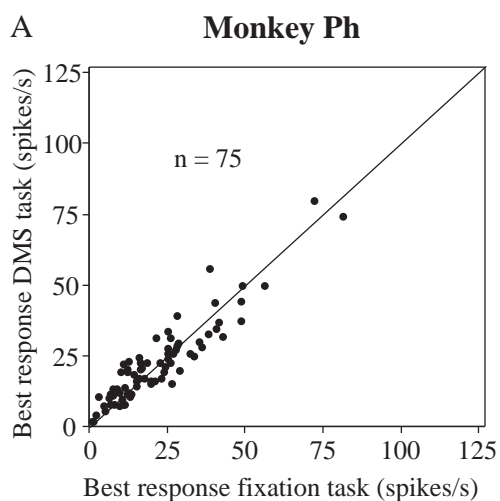 A
Monkey Ph
Best response DMS task (spikes/s)
125
100
75
50
25
0
n = 75
0 25 50 75 100 125
Best response fixation task (spikes/s)